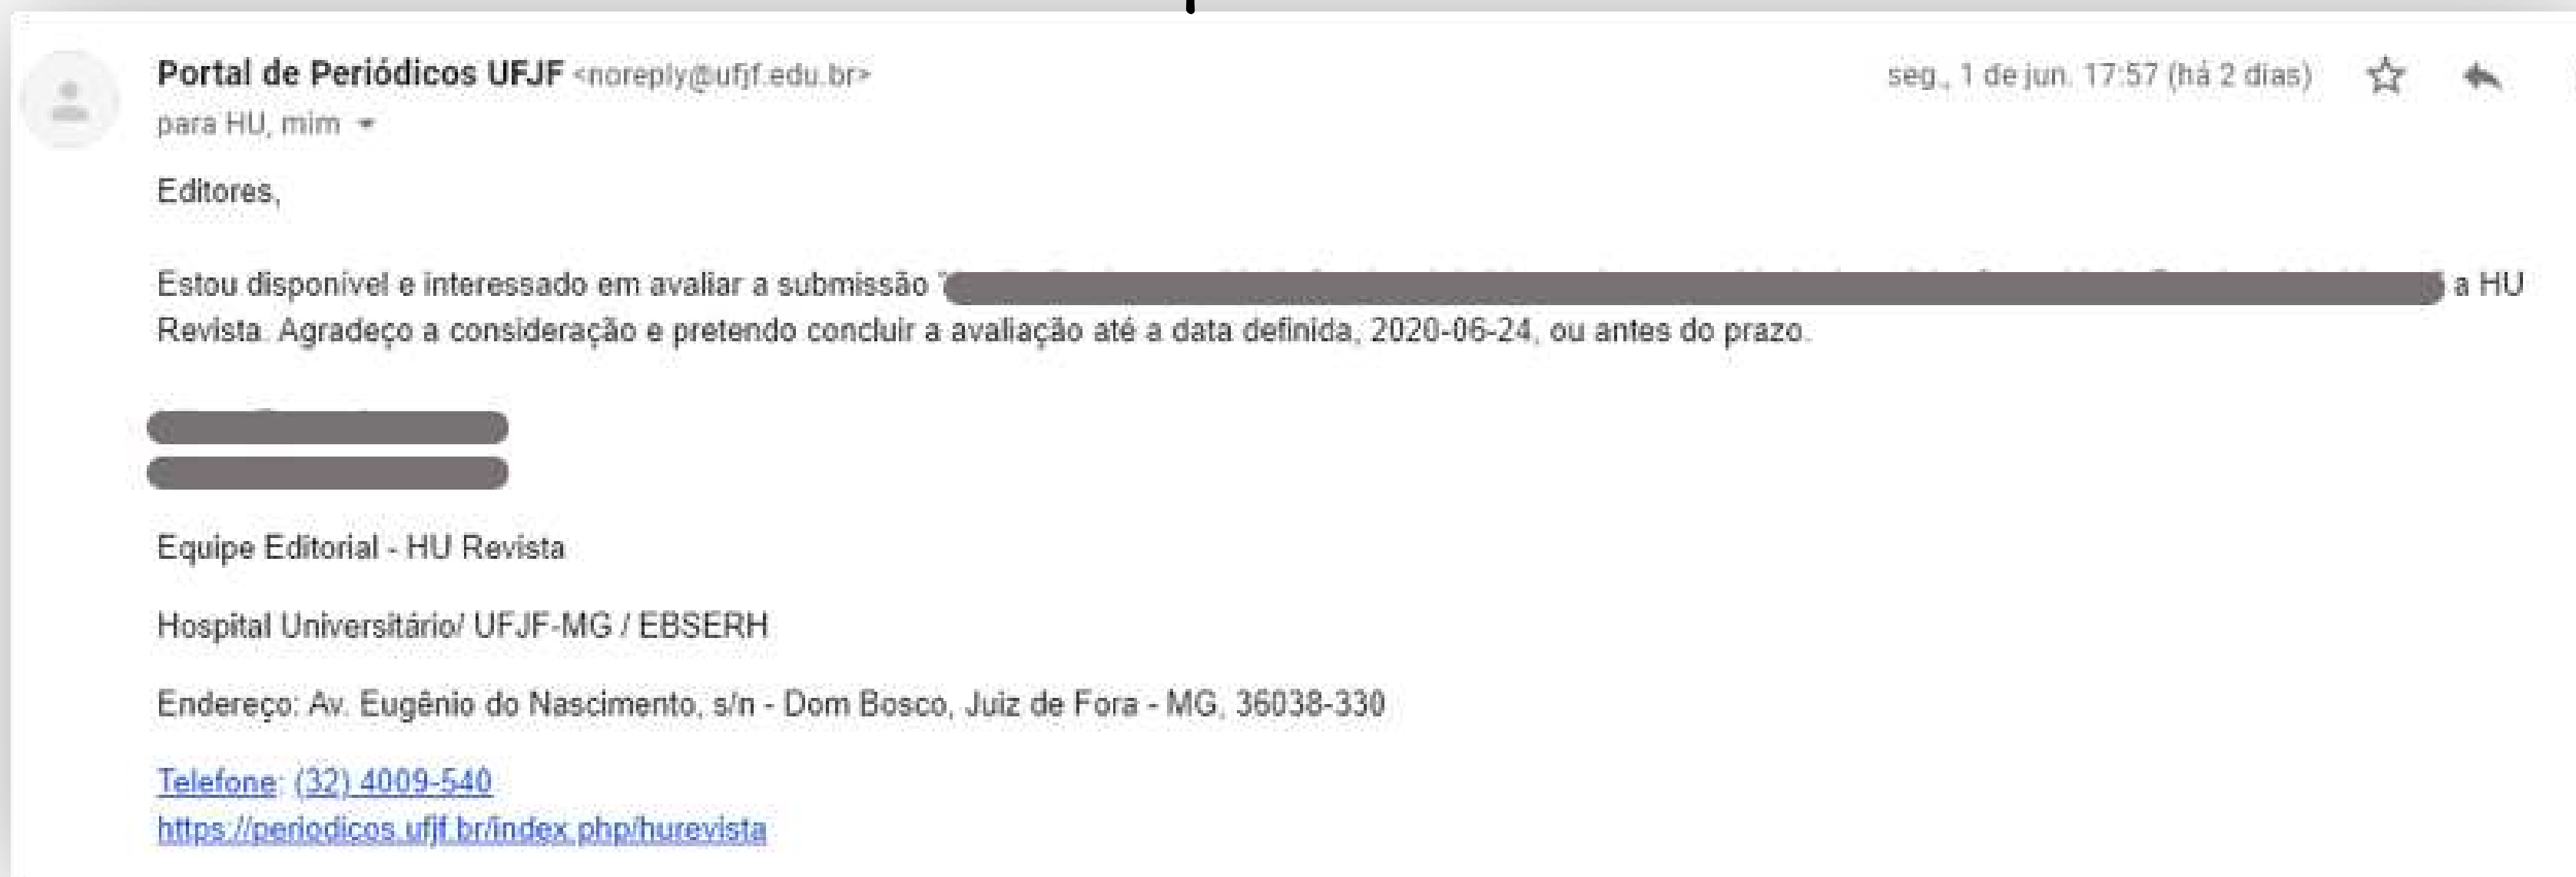 Portal de Periódicos UFJF <noreply@ufjf.edu.br>
seg., 1 de jun. 17:57 (há 2 dias)
para HU, mim
Editores,
Estou disponível e interessado em avaliar a submissão " a HU
Revista. Agradeço a consideração e pretendo concluir a avaliação até a data definida, 2020-06-24, ou antes do prazo.
Equipe Editorial - HU Revista
Hospital Universitário/ UFJF-MG / EBSERH
Endereço: Av. Eugênio do Nascimento, s/n - Dom Bosco, Juiz de Fora - MG, 36038-330
Telefone: (32) 4009-540
https://periodicos.ufjf.br/index.php/hurevista